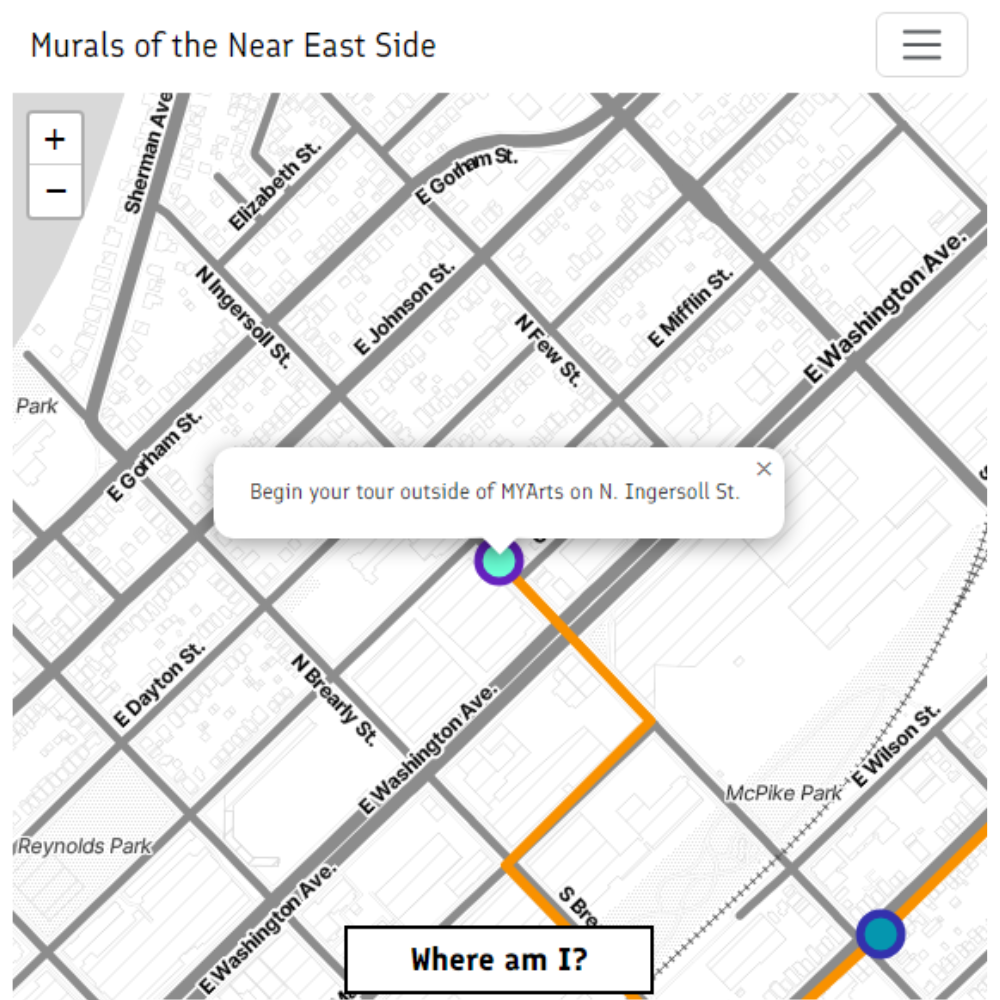 Murals of the Near East Side
+
−
Sherman Ave
Elizabeth St.
E Gorham St.
N Ingersoll St.
E Johnson St.
E Mifflin St.
N Few St.
E Washington Ave.
Park
E Gorham St.
Begin your tour outside of MYArts on N. Ingersoll St.
×
E Dayton St.
N Brearly St.
E Washington Ave.
E Wilson St.
McPike Park
Reynolds Park
E Washington Ave.
S Bre
Where am I?